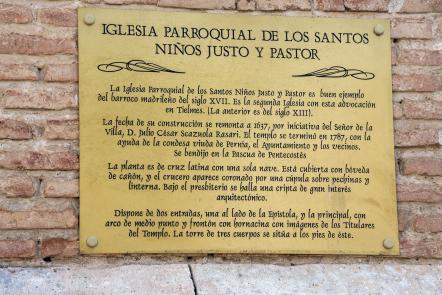 IGLESIA PARROQUIAL DE LOS SANTOS
NIÑOS JUSTO Y PASTOR
La Iglesia Parroquial de los Santos Niños Justo y Pastor es buen ejemplo
del barroco madrileño del siglo XVII. Es la segunda Iglesia con esta advocación
en Tielmes. (La anterior es del siglo XIII).
La fecha de su construcción se remonta a 1637, por iniciativa del Señor de la
Villa, D. Julio César Scazuola Rasari. El templo se terminó en 1787, con la
ayuda de la condesa viuda de Pernía, el Ayuntamiento y los vecinos.
Se bendijo en la Pascua de Pentecostés
La planta es de cruz latina con una sola nave. Está cubierta con bóveda
de cañón, y el crucero aparece coronado por una cúpula sobre pechinas y
linterna. Bajo el presbiterio se halla una cripta de gran interés
arquitectónico.
Dispone de dos entradas, una al lado de la Epístola, y la principal, con
arco de medio punto y frontón con hornacina con imágenes de los Titulares
del Templo. La torre de tres cuerpos se sitúa a los pies de éste.